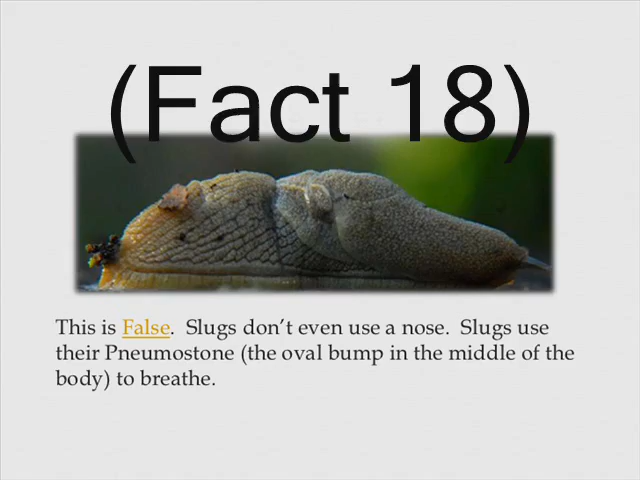 (Fact 18)
This is False.  Slugs don’t even use a nose.  Slugs use
their Pneumostone (the oval bump in the middle of the
body) to breathe.